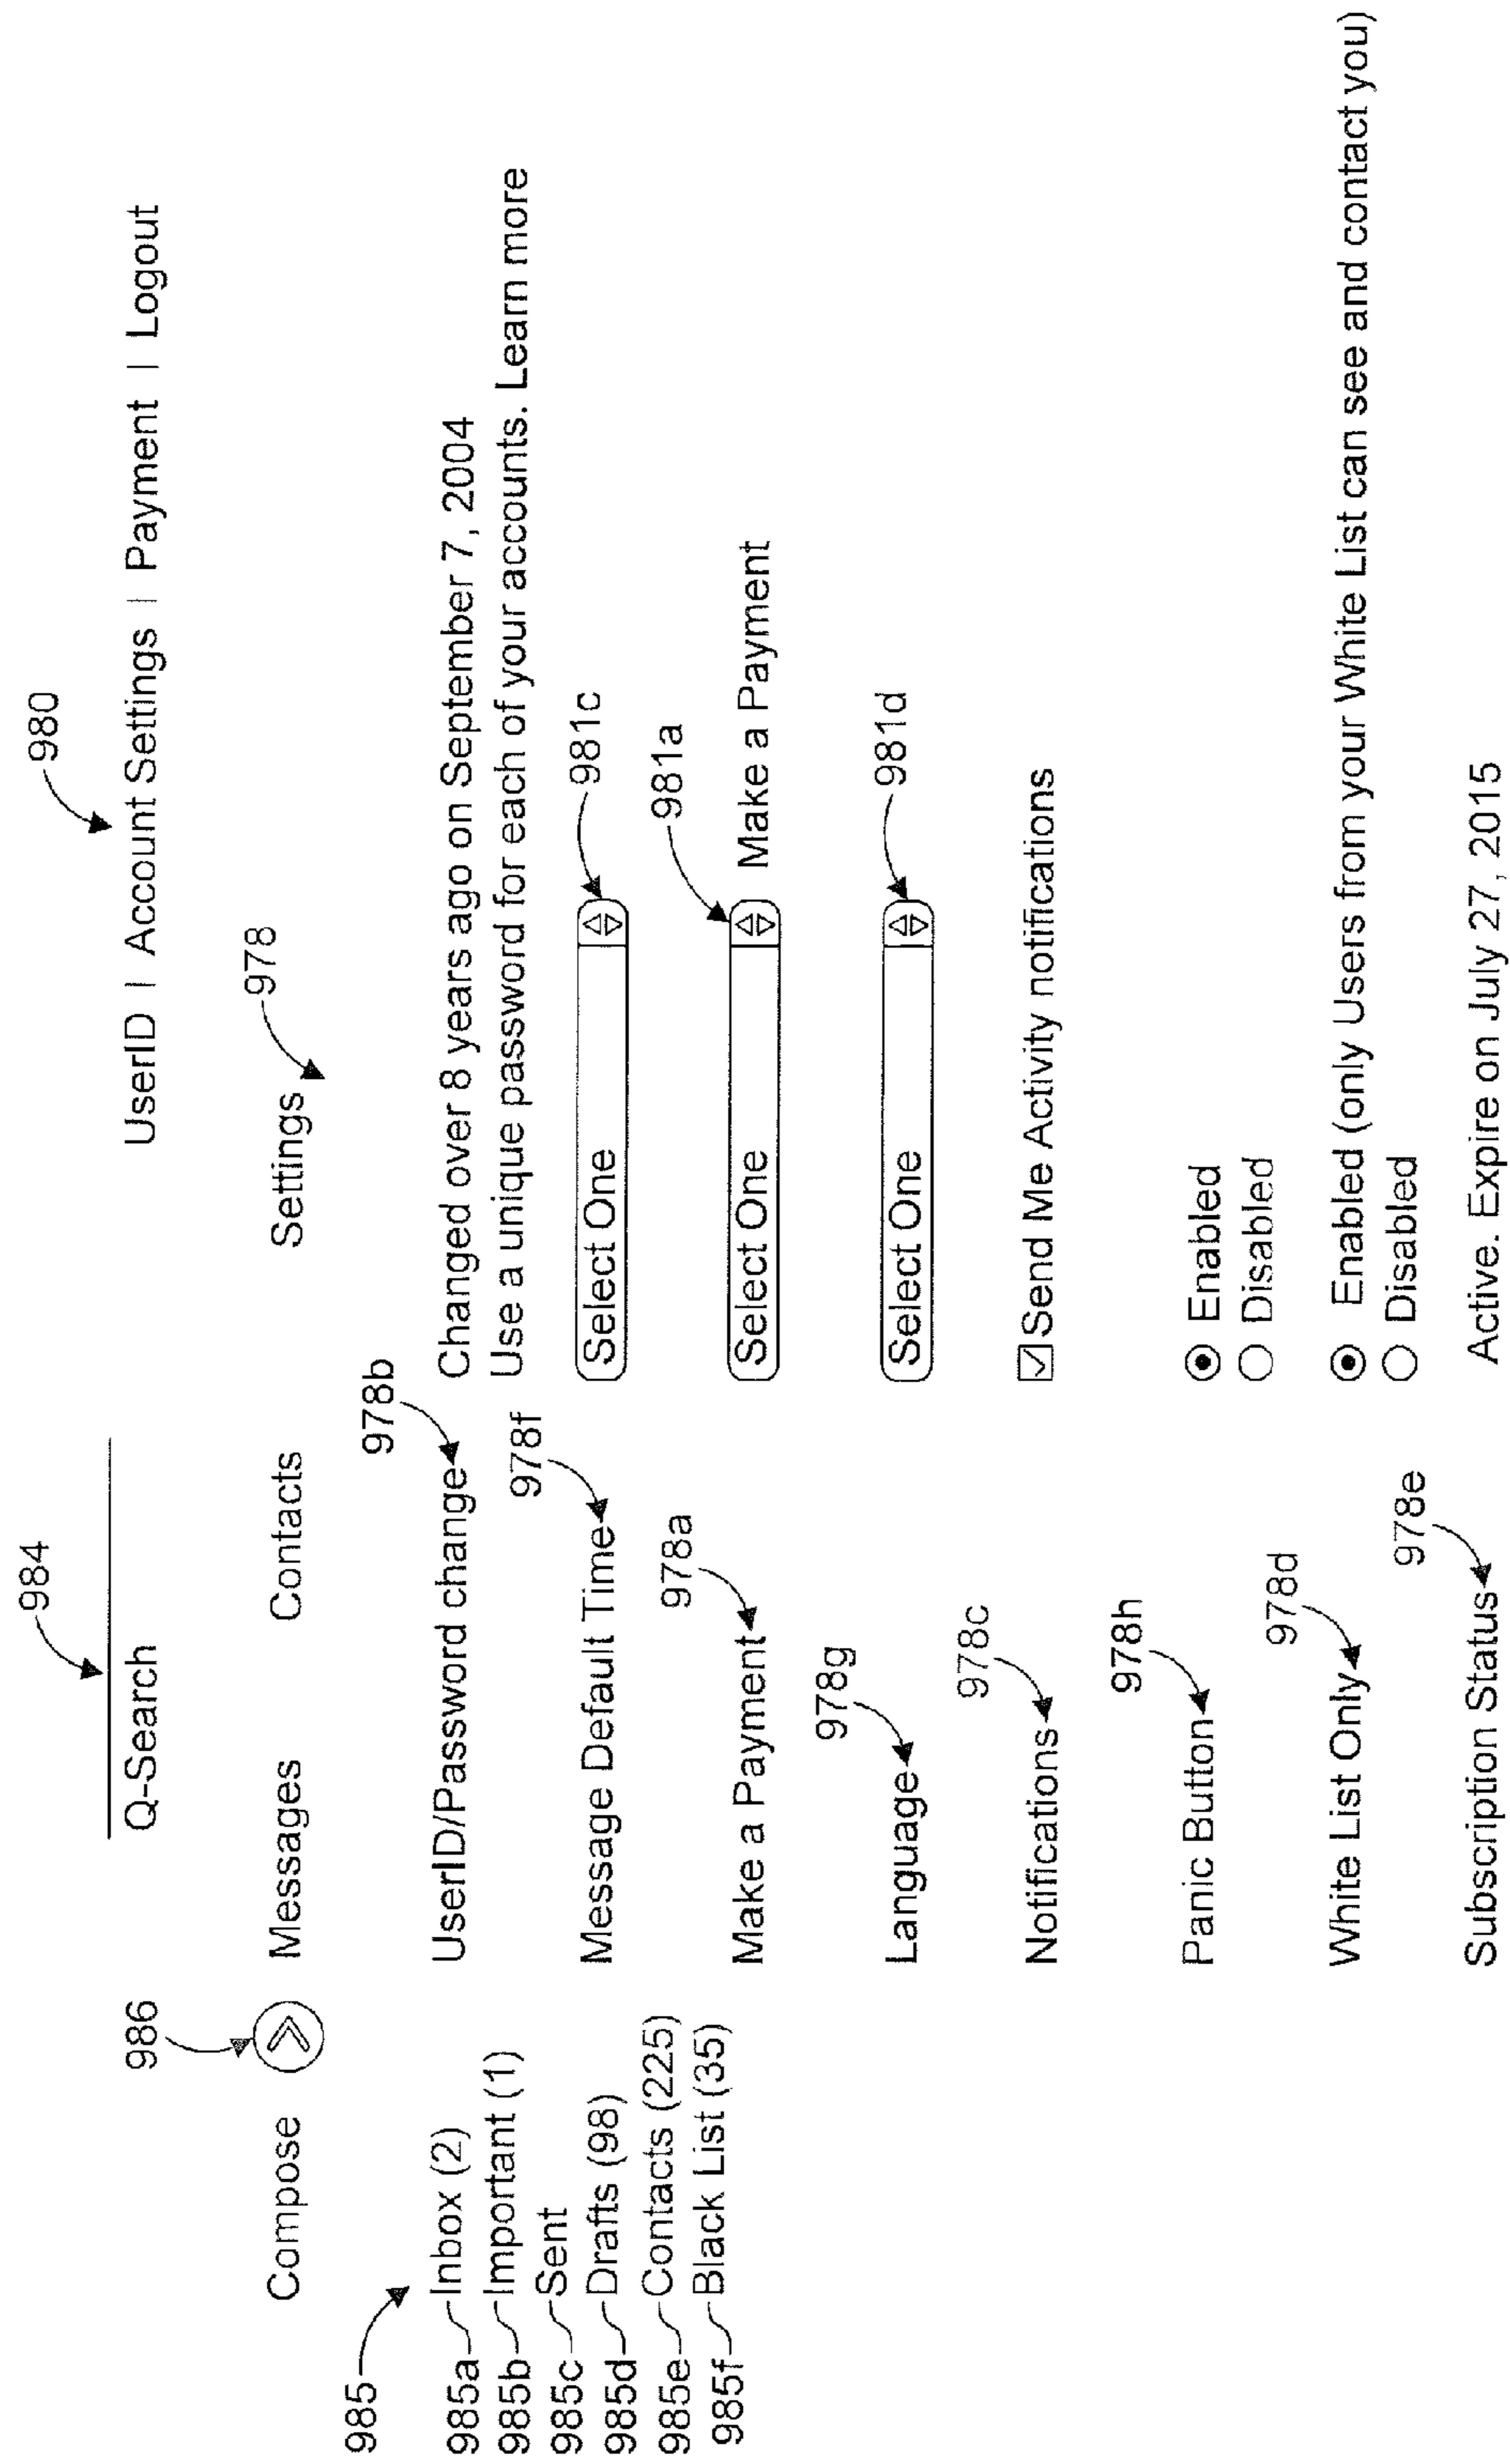 984
980
Q-Search
UserID | Account Settings | Payment | Logout
986
978
Compose
Messages
Contacts
Settings
985
985a Inbox (2)
985b Important (1)
985c Sent
985d Drafts (98)
985e Contacts (225)
985f Black List (35)
978b
UserID/Password change
Changed over 8 years ago on September 7, 2004
Use a unique password for each of your accounts. Learn more
978f
Message Default Time
Select One
981c
978a
Make a Payment
Select One
981a
Make a Payment
978g
Language
Select One
981d
978c
Notifications
Send Me Activity notifications
978h
Panic Button
Enabled
Disabled
978d
White List Only
Enabled (only Users from your White List can see and contact you)
Disabled
978e
Subscription Status
Active. Expire on July 27, 2015